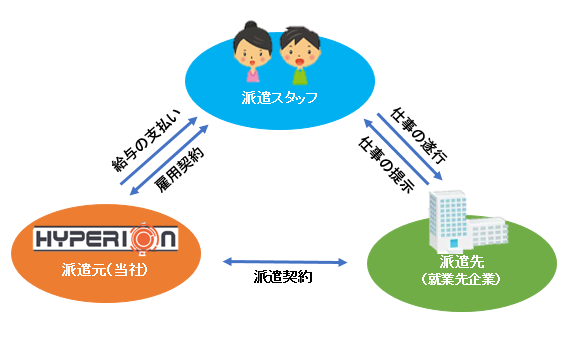 派遣スタッフ
給与の支払い
雇用契約
仕事の遂行
仕事の提示
HYPERION
派遣元(当社)
派遣契約
派遣先
(就業先企業)